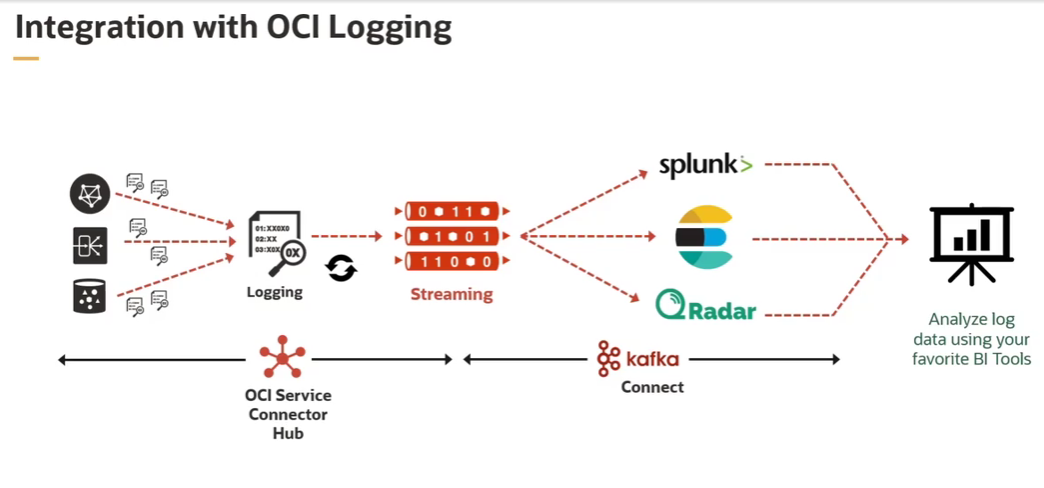 Integration with OCI Logging
splunk>
01:XX0X0
02:XX
03:X0X
0X
0 1 1
1 0 1
1 1 0 0
Logging
Streaming
QRadar
Analyze log
data using your
favorite BI Tools
kafka
Connect
OCI Service
Connector
Hub